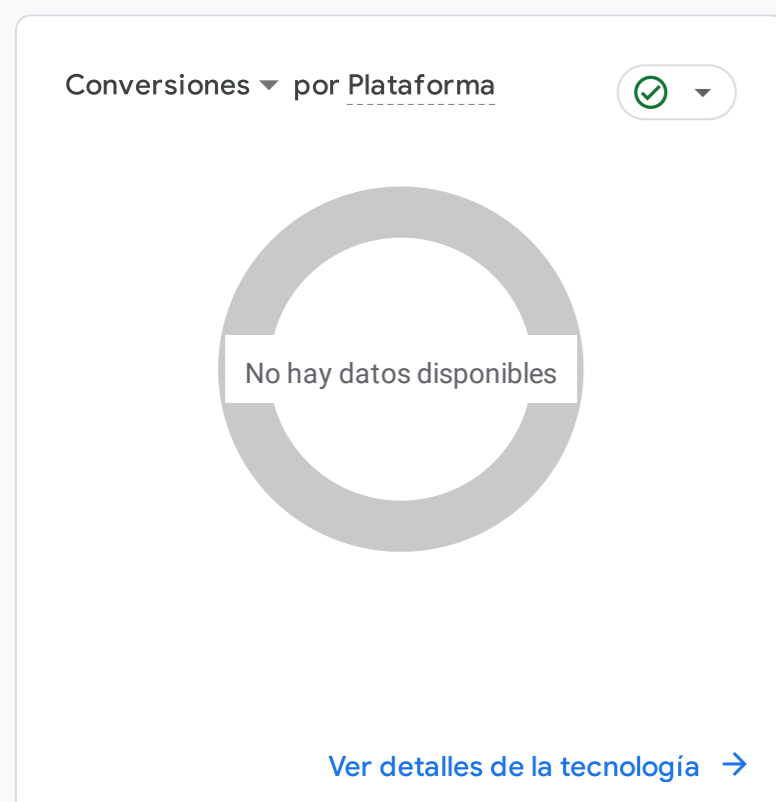 Conversiones por Plataforma
No hay datos disponibles
Ver detalles de la tecnología